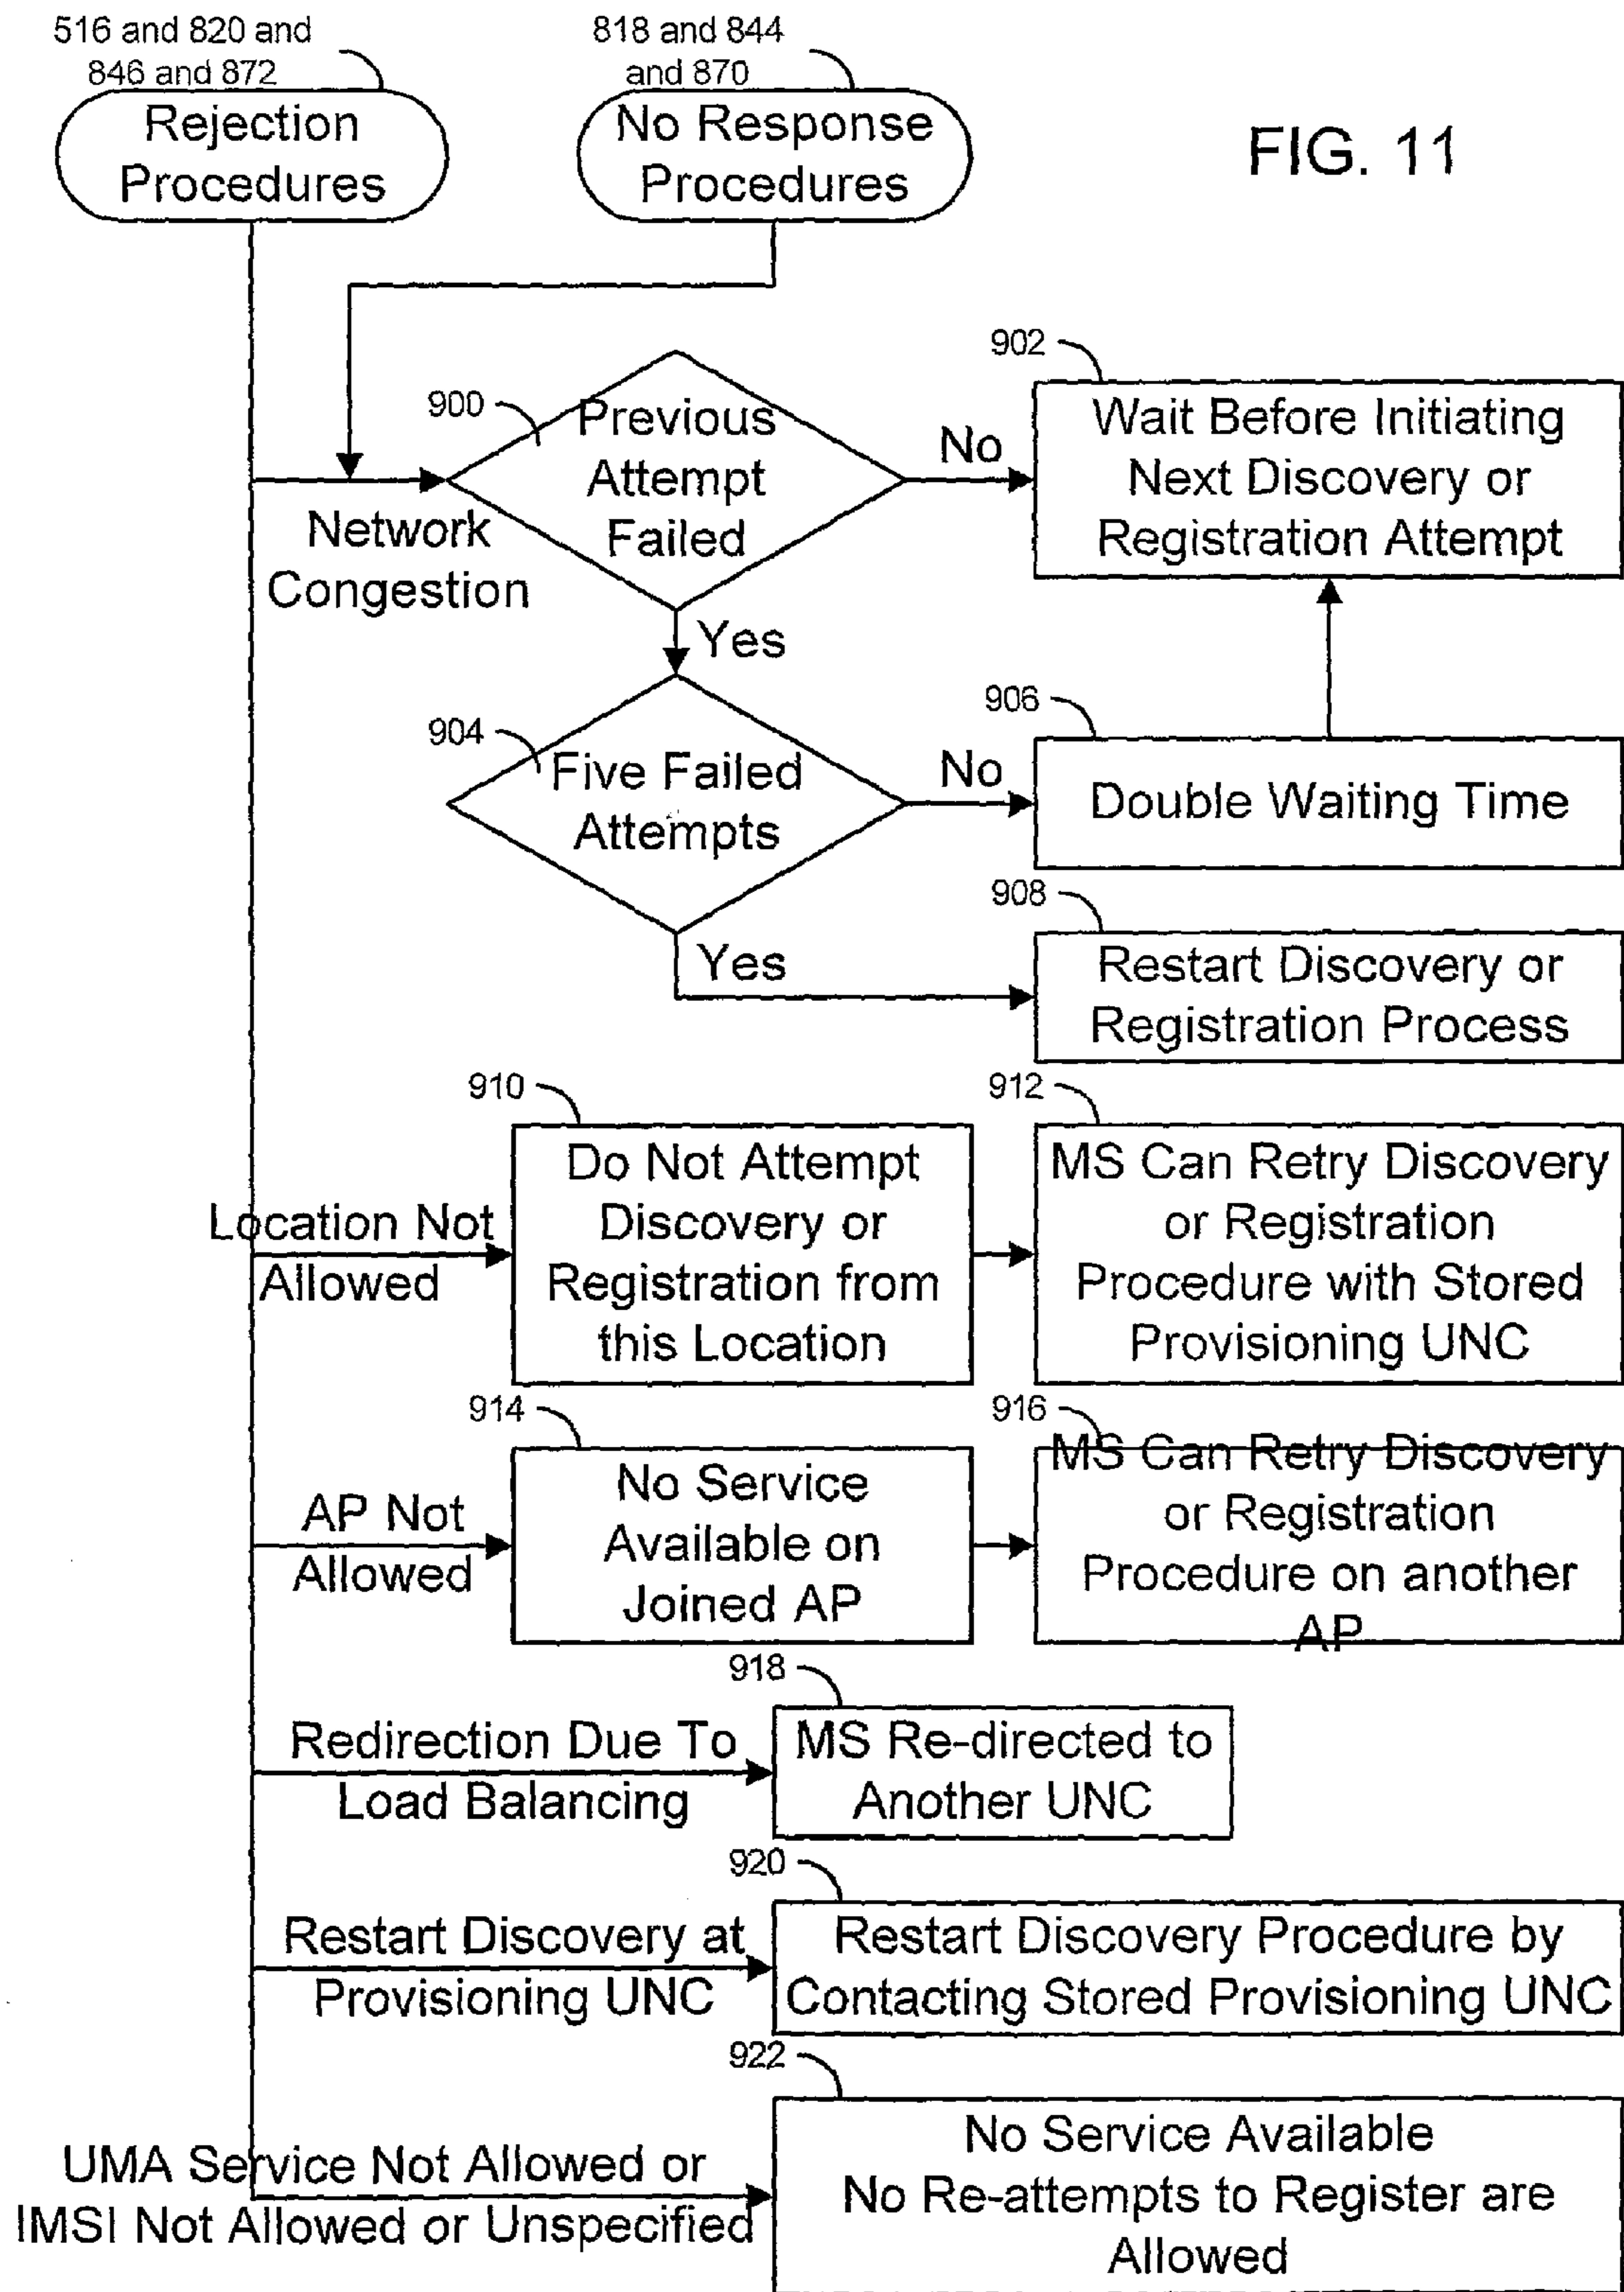 516 and 820 and
846 and 872
818 and 844
and 870
Rejection
Procedures
No Response
Procedures
FIG. 11
900
Previous
Attempt
Failed
No
902
Wait Before Initiating
Next Discovery or
Registration Attempt
Network
Congestion
Yes
904
Five Failed
Attempts
No
906
Double Waiting Time
Yes
908
Restart Discovery or
Registration Process
Location Not
Allowed
910
Do Not Attempt
Discovery or
Registration from
this Location
912
MS Can Retry Discovery
or Registration
Procedure with Stored
Provisioning UNC
AP Not
Allowed
914
No Service
Available on
Joined AP
916
MS Can Retry Discovery
or Registration
Procedure on another
AP
Redirection Due To
Load Balancing
918
MS Re-directed to
Another UNC
Restart Discovery at
Provisioning UNC
920
Restart Discovery Procedure by
Contacting Stored Provisioning UNC
UMA Service Not Allowed or
IMSI Not Allowed or Unspecified
922
No Service Available
No Re-attempts to Register are
Allowed